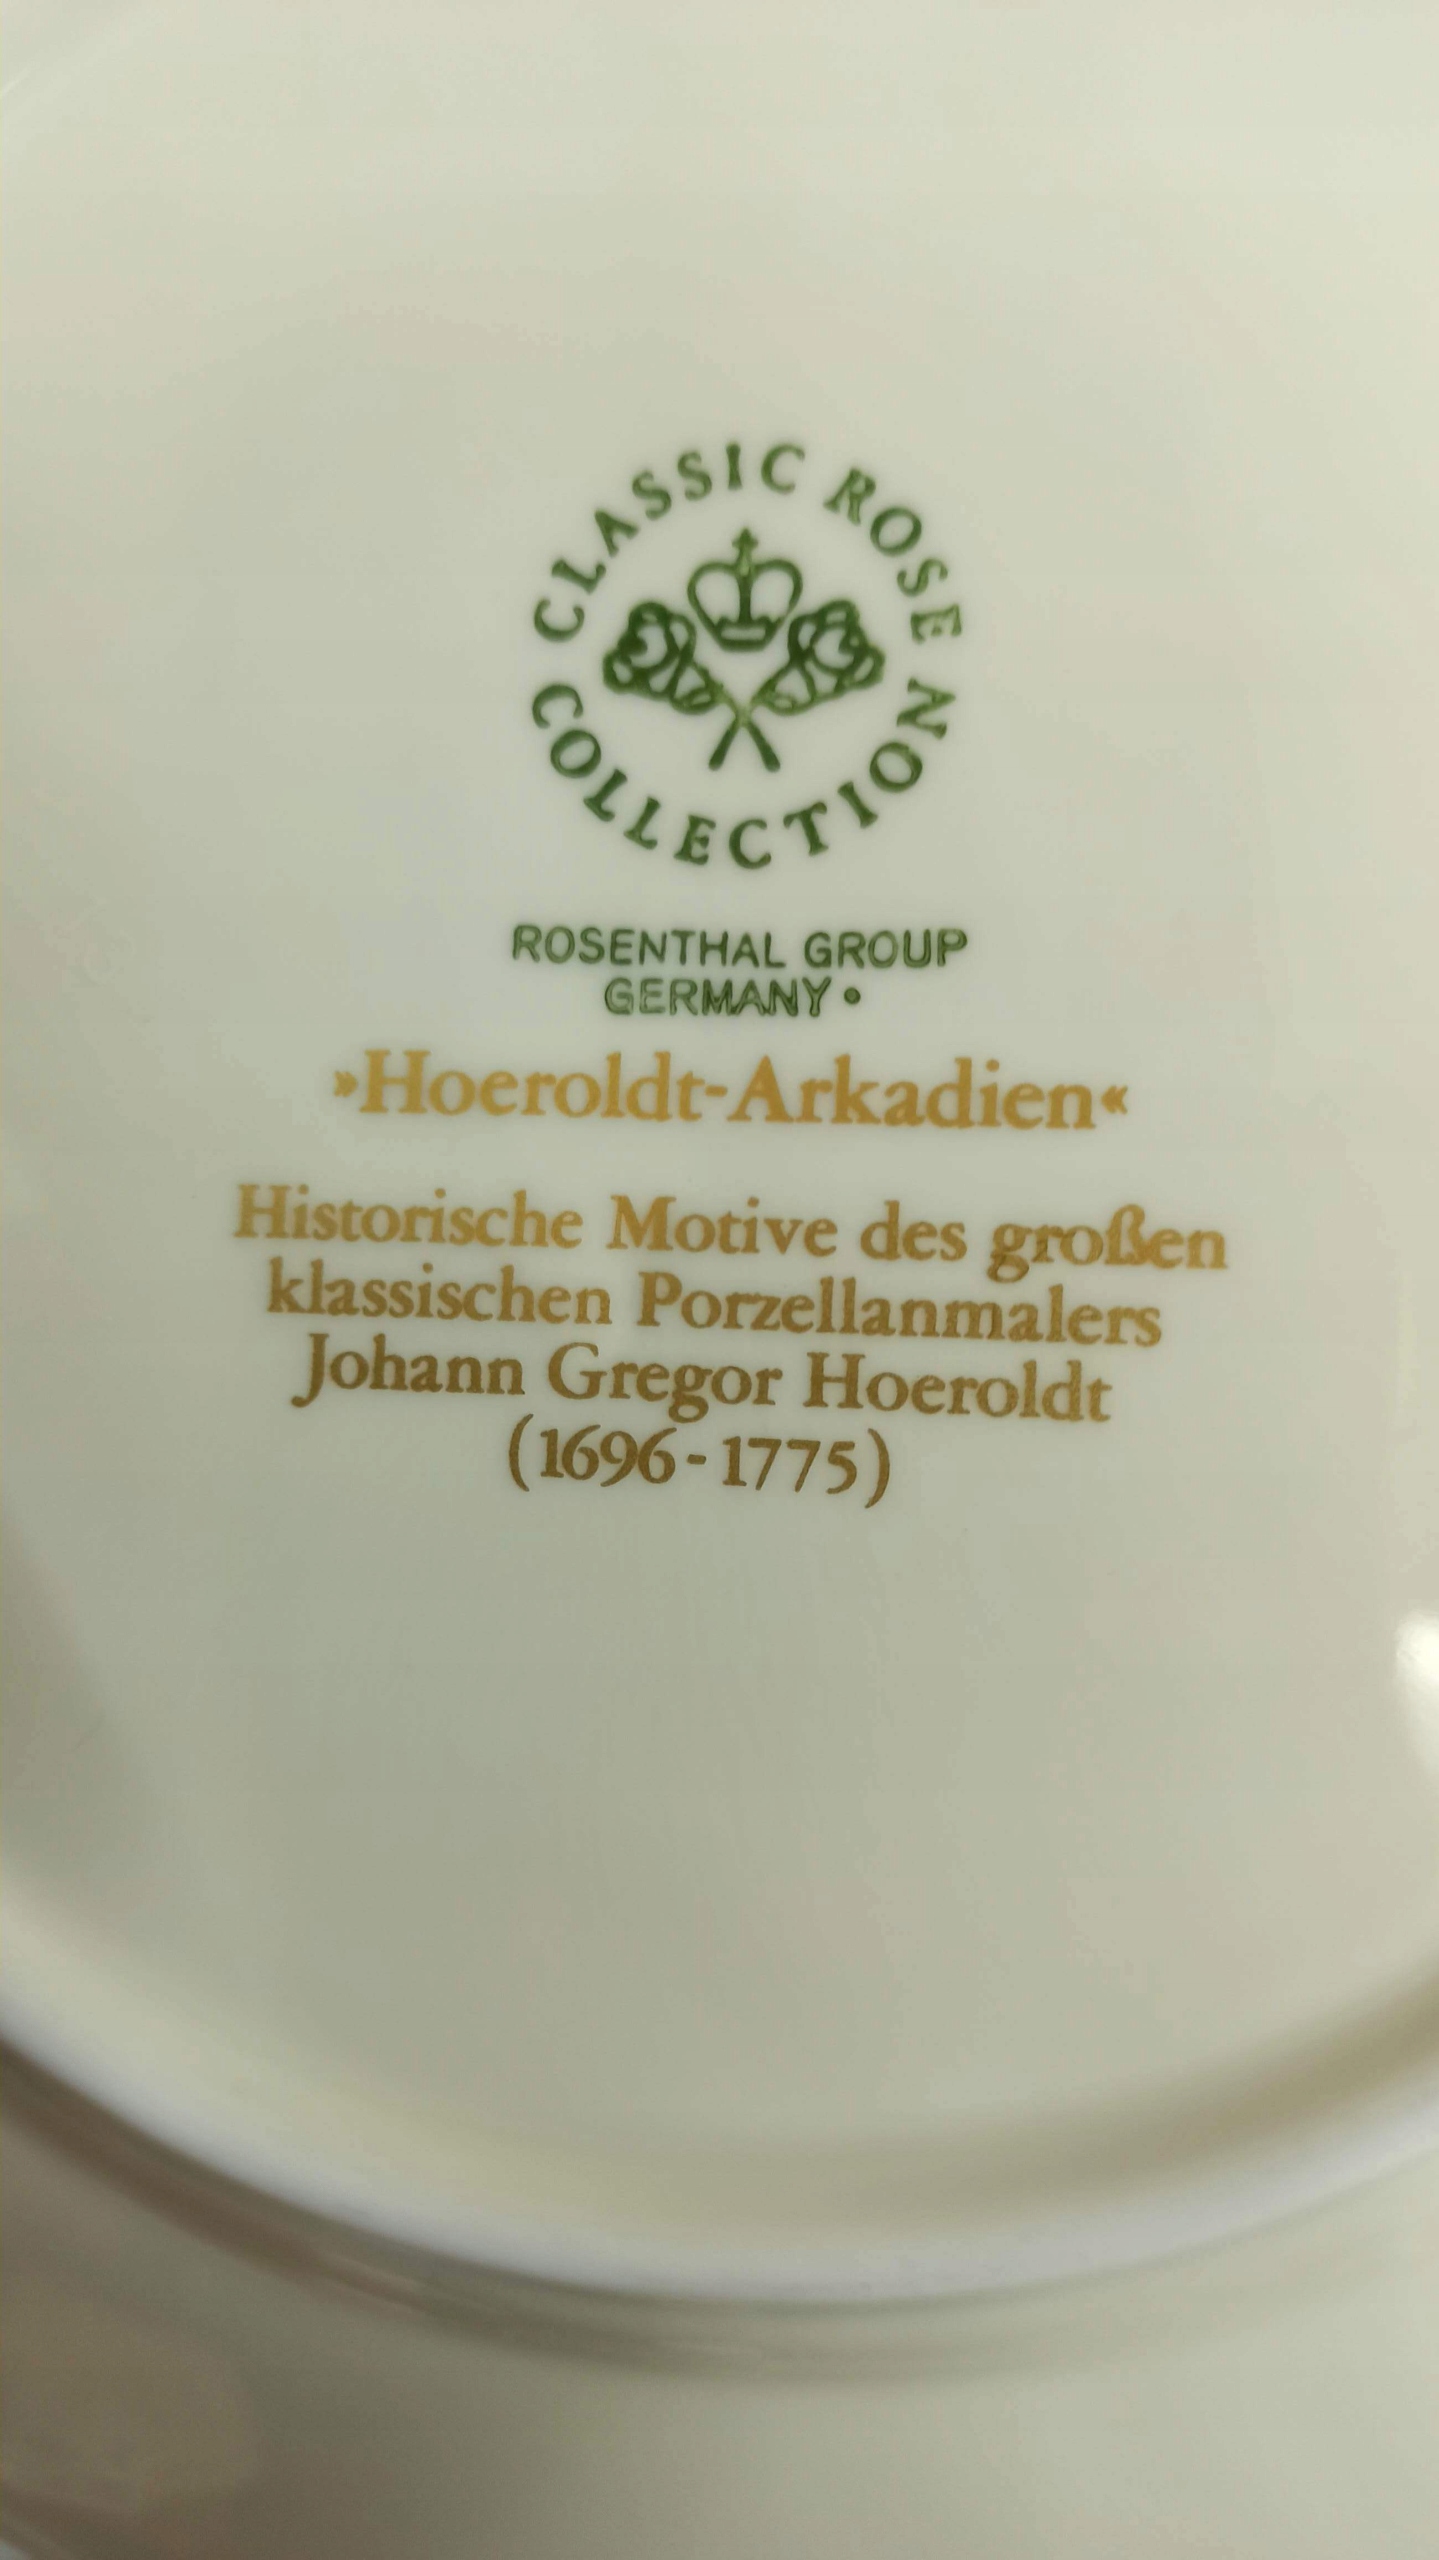 CLASSIC ROSE
COLLECTION
ROSENTHAL GROUP
GERMANY •
»Hoeroldt-Arkadien«
Historische Motive des großen
klassischen Porzellanmalers
Johann Gregor Hoeroldt
(1696-1775)